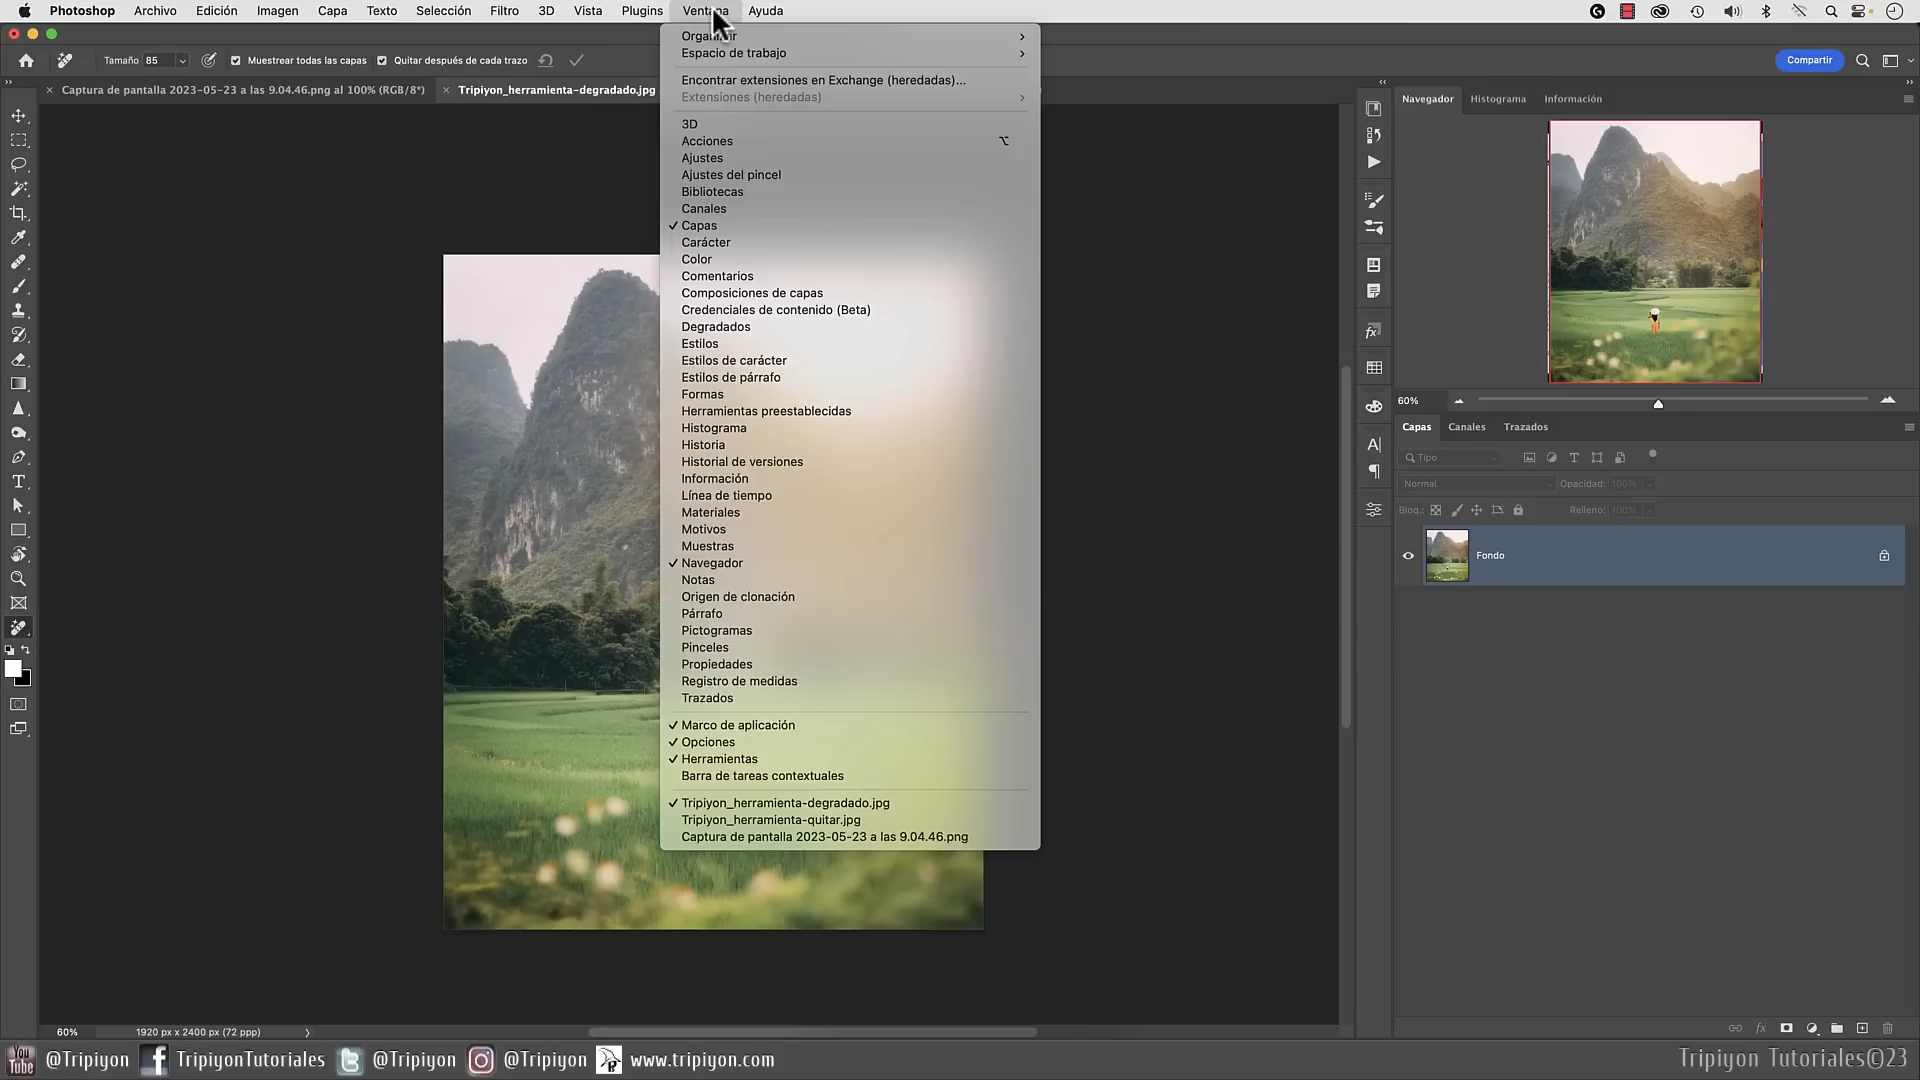 Photoshop Archivo Edición Imagen Capa Texto Selección Filtro 3D Vista Plugins Ventana Ayuda
Tamaño 85 Muestrear todas las capas Quitar después de cada trazo
Compartir
Captura de pantalla 2023-05-23 a las 9.04.46.png al 100% (RGB/8*)
Tripiyon_herramienta-degradado.jpg
Organizar
Espacio de trabajo
Encontrar extensiones en Exchange (heredadas)...
Extensiones (heredadas)
3D
Acciones ⌥
Ajustes
Ajustes del pincel
Bibliotecas
Canales
✓ Capas
Carácter
Color
Comentarios
Composiciones de capas
Credenciales de contenido (Beta)
Degradados
Estilos
Estilos de carácter
Estilos de párrafo
Formas
Herramientas preestablecidas
Histograma
Historia
Historial de versiones
Información
Línea de tiempo
Materiales
Motivos
Muestras
✓ Navegador
Notas
Origen de clonación
Párrafo
Pictogramas
Pinceles
Propiedades
Registro de medidas
Trazados
✓ Marco de aplicación
✓ Opciones
✓ Herramientas
Barra de tareas contextuales
✓ Tripiyon_herramienta-degradado.jpg
Tripiyon_herramienta-quitar.jpg
Captura de pantalla 2023-05-23 a las 9.04.46.png
Navegador Histograma Información
60%
Capas Canales Trazados
Tipo
Normal Opacidad: 100%
Bloq.: Relleno: 100%
Fondo
60% 1920 px x 2400 px (72 ppp)
You Tube @Tripiyon TripiyonTutoriales @Tripiyon @Tripiyon www.tripiyon.com
Tripiyon Tutoriales©23